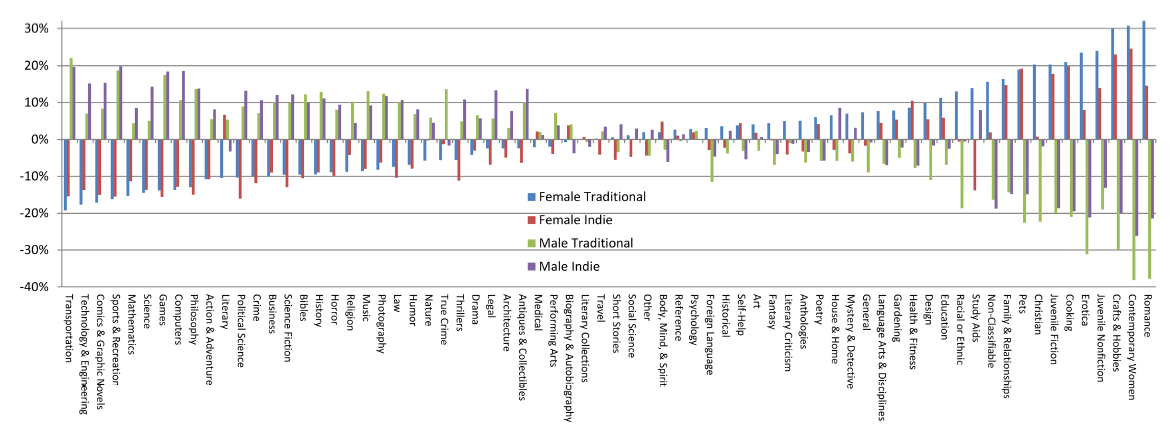 30%
20%
10%
0%
-10%
-20%
-30%
-40%
Female Traditional
Female Indie
Male Traditional
Male Indie
Transportation
Technology & Engineering
Comics & Graphic Novels
Sports & Recreation
Mathematics
Science
Games
Computers
Philosophy
Action & Adventure
Literary
Political Science
Crime
Business
Science Fiction
Bibles
History
Horror
Religion
Music
Photography
Law
Humor
Nature
True Crime
Thrillers
Drama
Legal
Architecture
Antiques & Collectibles
Medical
Performing Arts
Biography & Autobiography
Literary Collections
Travel
Short Stories
Social Science
Other
Body, Mind, & Spirit
Reference
Psychology
Foreign Language
Historical
Self-Help
Art
Fantasy
Literary Criticism
Anthologies
Poetry
House & Home
Mystery & Detective
General
Language Arts & Disciplines
Gardening
Health & Fitness
Design
Education
Racial or Ethnic
Study Aids
Non-Classifiable
Family & Relationships
Pets
Christian
Juvenile Fiction
Cooking
Erotica
Juvenile Nonfiction
Crafts & Hobbies
Contemporary Women
Romance